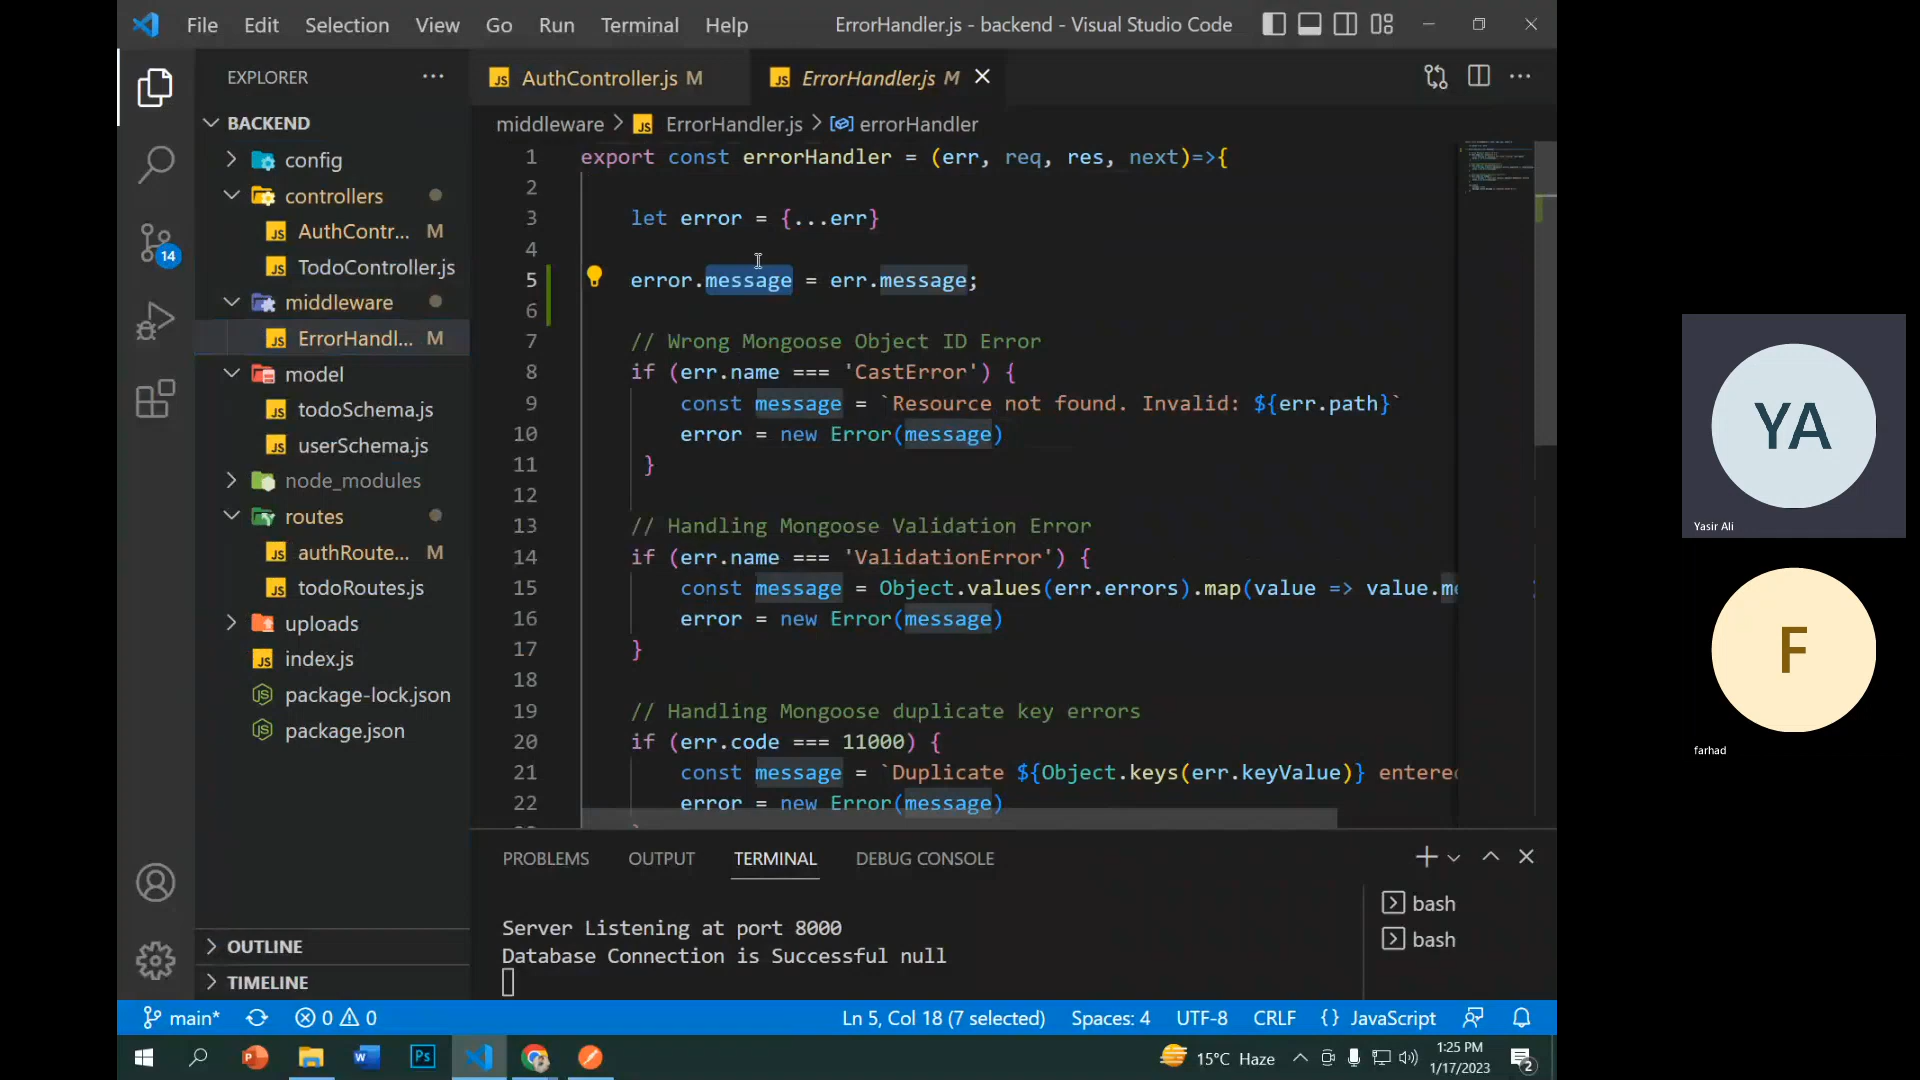 File Edit Selection View Go Run Terminal Help ErrorHandler.js - backend - Visual Studio Code
EXPLORER
AuthController.js M
ErrorHandler.js M
BACKEND
middleware > ErrorHandler.js > errorHandler
config
controllers
AuthContr... M
TodoController.js
middleware
ErrorHandl... M
model
todoSchema.js
userSchema.js
node_modules
routes
authRoute... M
todoRoutes.js
uploads
index.js
package-lock.json
package.json
OUTLINE
TIMELINE
14
1 export const errorHandler = (err, req, res, next)=>{
2
3 let error = {...err}
4
5 error.message = err.message;
6
7 // Wrong Mongoose Object ID Error
8 if (err.name === 'CastError') {
9 const message = `Resource not found. Invalid: ${err.path}`
10 error = new Error(message)
11 }
12
13 // Handling Mongoose Validation Error
14 if (err.name === 'ValidationError') {
15 const message = Object.values(err.errors).map(value => value.me
16 error = new Error(message)
17 }
18
19 // Handling Mongoose duplicate key errors
20 if (err.code === 11000) {
21 const message = `Duplicate ${Object.keys(err.keyValue)} entered
22 error = new Error(message)
PROBLEMS OUTPUT TERMINAL DEBUG CONSOLE
Server Listening at port 8000
Database Connection is Successful null
bash
bash
main* 0 0 Ln 5, Col 18 (7 selected) Spaces: 4 UTF-8 CRLF {} JavaScript
15°C Haze
1:25 PM
1/17/2023
2
YA
Yasir Ali
F
farhad